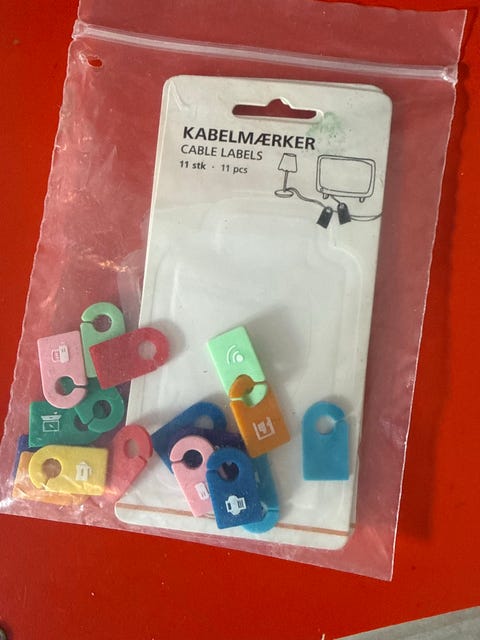 KABELMÆRKER
CABLE LABELS
11 stk · 11 pcs